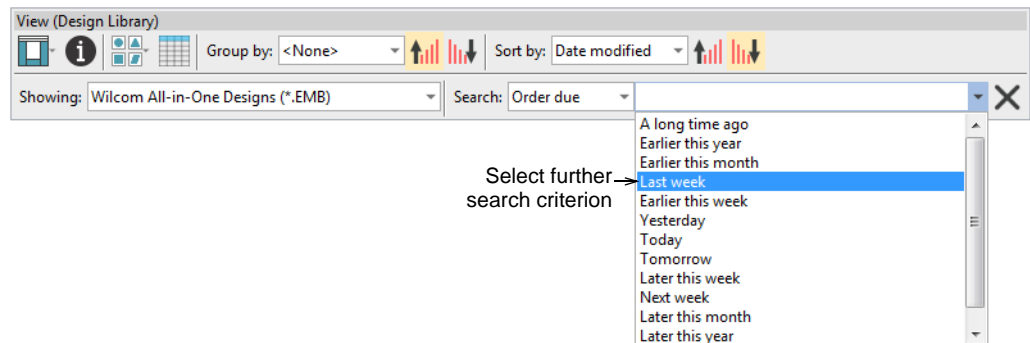 View (Design Library)
Group by: <None> Sort by: Date modified
Showing: Wilcom All-in-One Designs (*.EMB) Search: Order due
A long time ago
Earlier this year
Earlier this month
Select further
search criterion
Last week
Earlier this week
Yesterday
Today
Tomorrow
Later this week
Next week
Later this month
Later this year